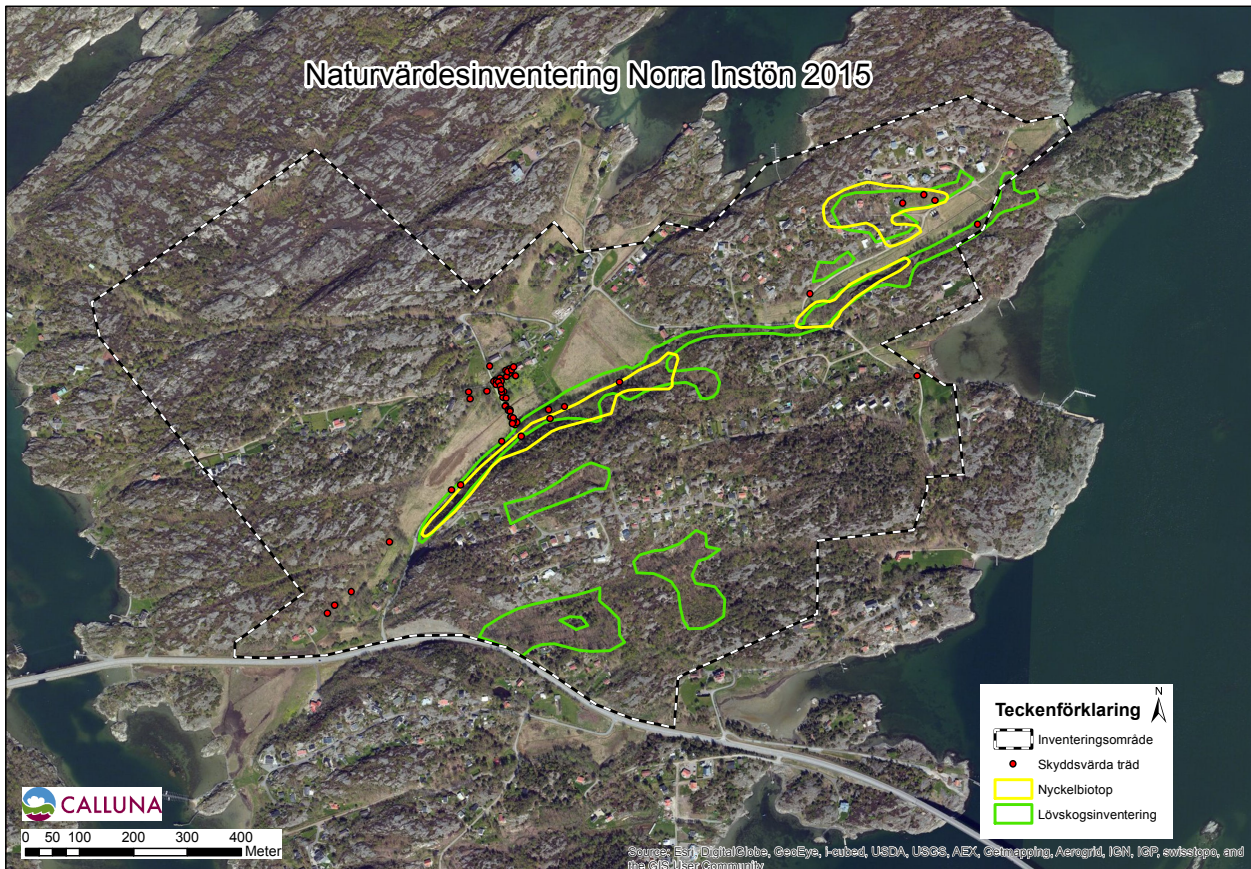 Naturvärdesinventering Norra Instön 2015
Teckenförklaring
N
Inventeringsområde
Skyddsvärda träd
Nyckelbiotop
Lövskogsinventering
CALLUNA
0 50 100 200 300 400
Meter
Source: Esri, DigitalGlobe, GeoEye, i-cubed, USDA, USGS, AEX, Getmapping, Aerogrid, IGN, IGP, swisstopo, and
the GIS User Community